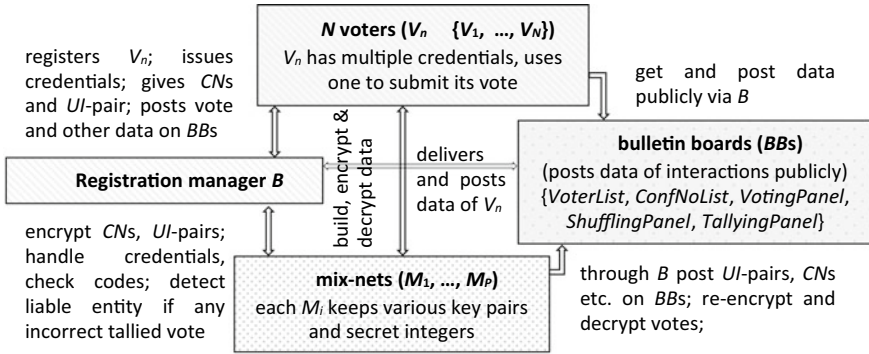 N voters (Vn {V1, …, VN})
Vn has multiple credentials, uses
one to submit its vote
registers Vn; issues
credentials; gives CNs
and UI-pair; posts vote
and other data on BBs
get and post data
publicly via B
build, encrypt &
decrypt data
delivers
and posts
data of Vn
Registration manager B
bulletin boards (BBs)
(posts data of interactions publicly)
{VoterList, ConfNoList, VotingPanel,
ShufflingPanel, TallyingPanel}
encrypt CNs, UI-pairs;
handle credentials,
check codes; detect
liable entity if any
incorrect tallied vote
mix-nets (M1, …, MP)
each Mi keeps various key pairs
and secret integers
through B post UI-pairs, CNs
etc. on BBs; re-encrypt and
decrypt votes;